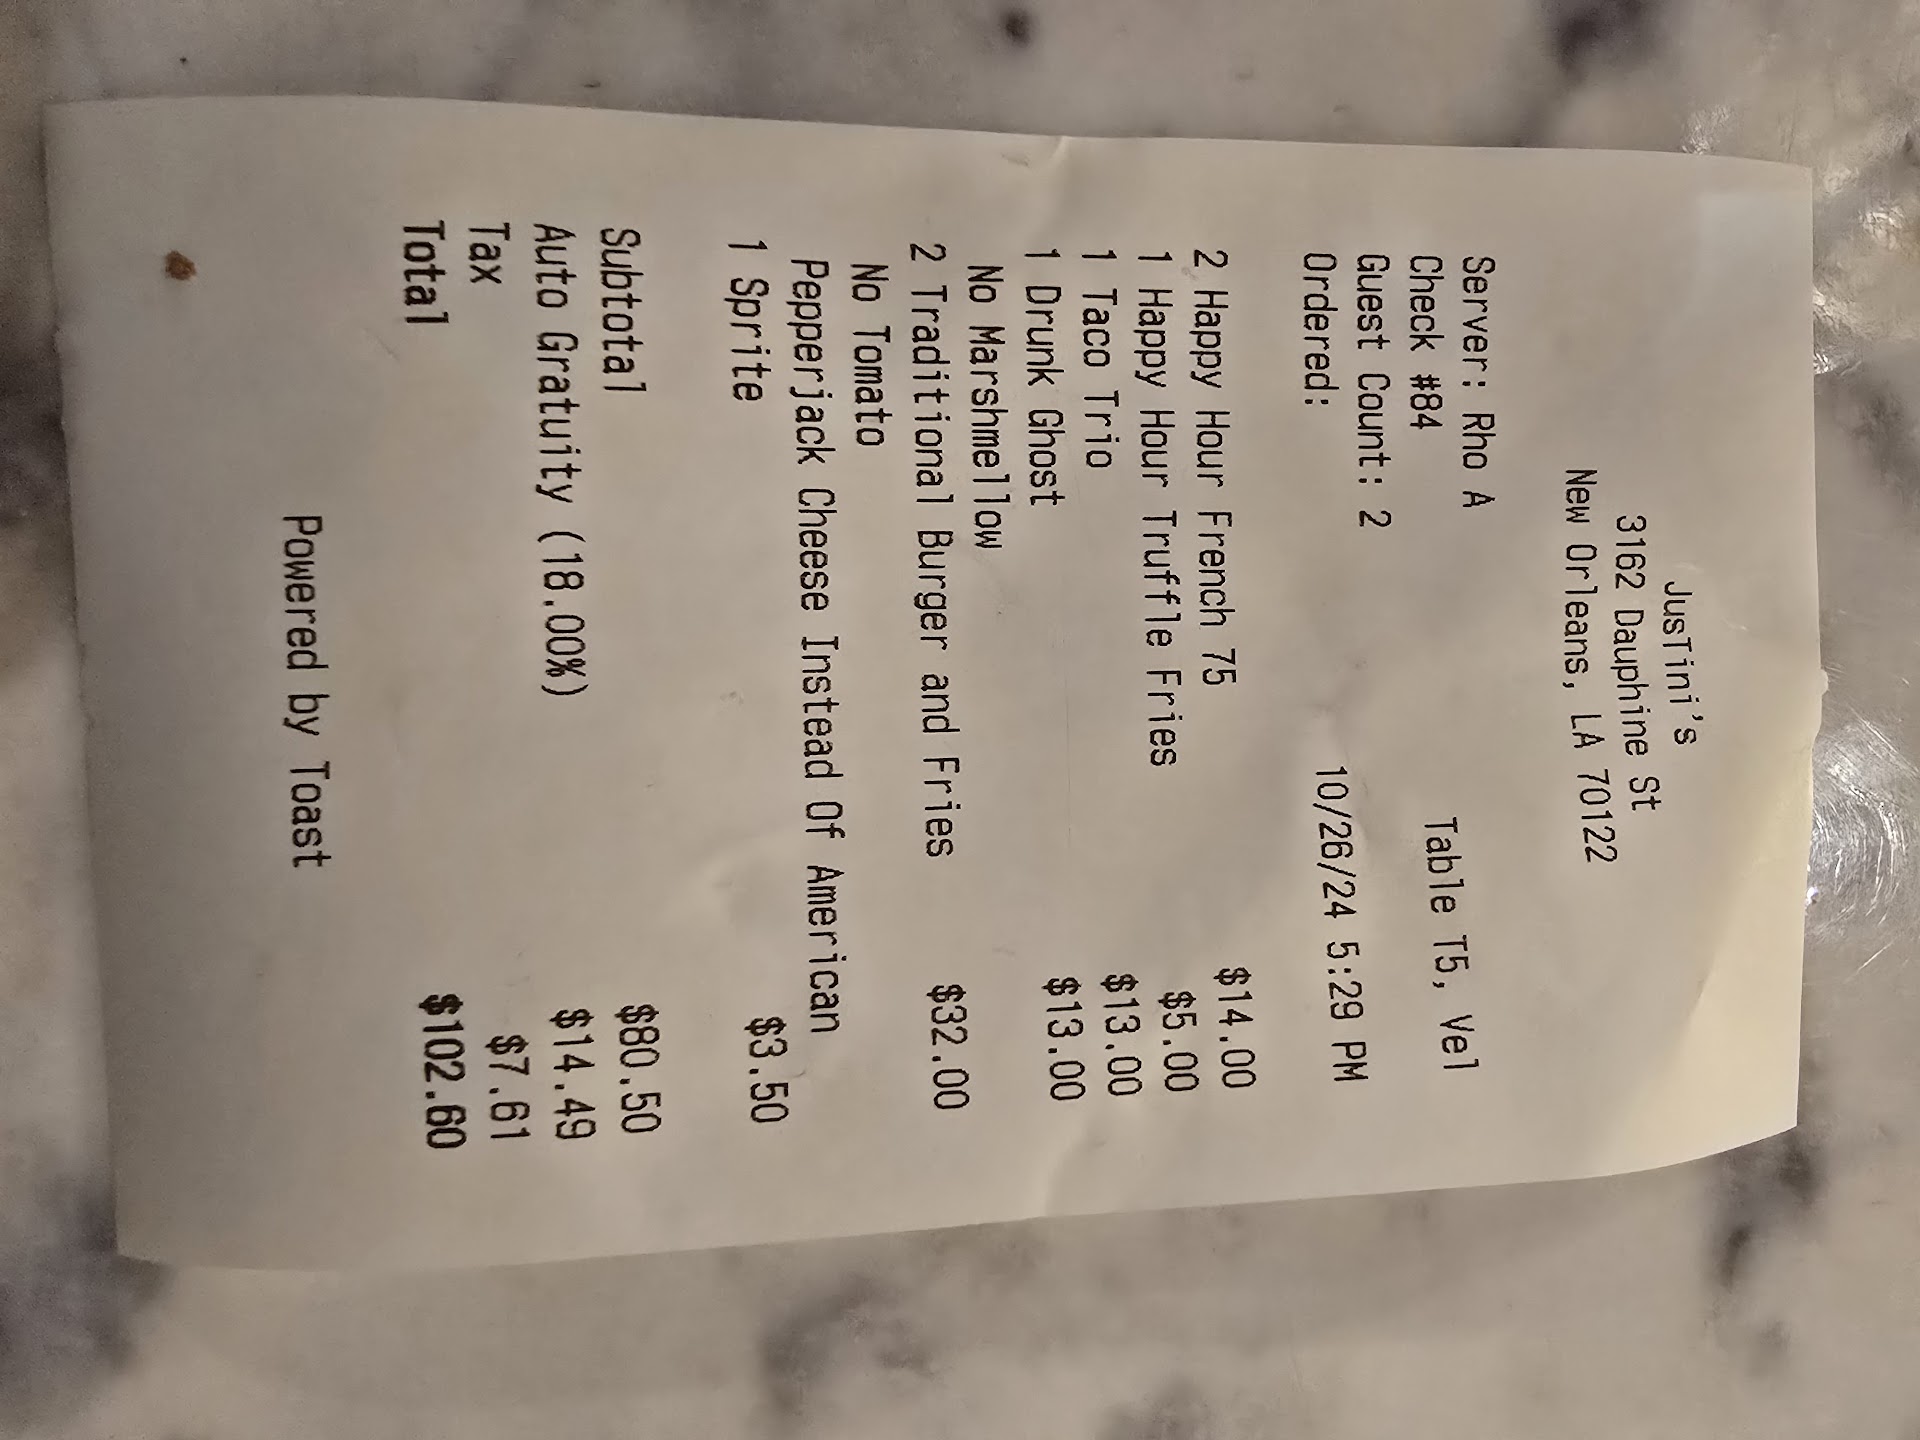 JusTini's
3162 Dauphine St
New Orleans, LA 70122
Server: Rho A
Check #84 Table T5, Vel
Guest Count: 2
Ordered: 10/26/24 5:29 PM
2 Happy Hour French 75 $14.00
1 Happy Hour Truffle Fries $5.00
1 Taco Trio $13.00
1 Drunk Ghost $13.00
No Marshmellow
2 Traditional Burger and Fries $32.00
No Tomato
Pepperjack Cheese Instead Of American
1 Sprite $3.50
Subtotal $80.50
Auto Gratuity (18.00%) $14.49
Tax $7.61
Total $102.60
Powered by Toast